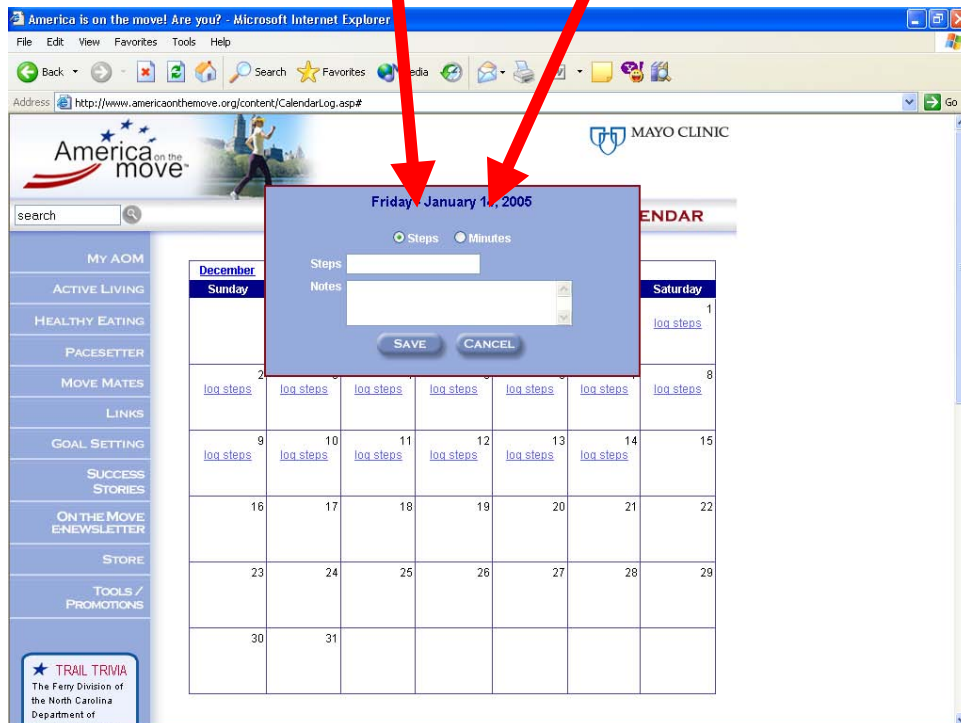 America is on the move! Are you? - Microsoft Internet Explorer
File Edit View Favorites Tools Help
Back Search Favorites
Address http://www.americaonthemove.org/content/CalendarLog.asp# Go
America on the move
MAYO CLINIC
search
ENDAR
Friday - January 14, 2005
Steps Minutes
Steps
Notes
SAVE CANCEL
MY AOM
ACTIVE LIVING
HEALTHY EATING
PACESETTER
MOVE MATES
LINKS
GOAL SETTING
SUCCESS
STORIES
ON THE MOVE
E-NEWSLETTER
STORE
TOOLS /
PROMOTIONS
December
Sunday Saturday
1
log steps
2 8
log steps log steps log steps log steps log steps log steps log steps
9 10 11 12 13 14 15
log steps log steps log steps log steps log steps log steps
16 17 18 19 20 21 22
23 24 25 26 27 28 29
30 31
TRAIL TRIVIA
The Ferry Division of
the North Carolina
Department of